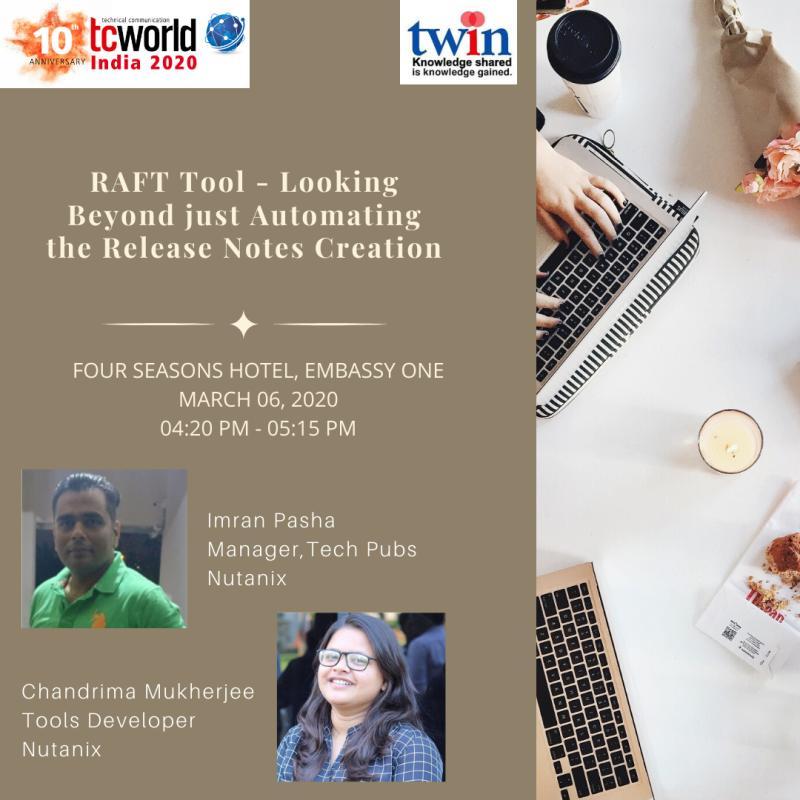 technical communication
10th
ANNIVERSARY
tcworld
India 2020
twin
Knowledge shared
is knowledge gained.
RAFT Tool - Looking
Beyond just Automating
the Release Notes Creation
FOUR SEASONS HOTEL, EMBASSY ONE
MARCH 06, 2020
04:20 PM - 05:15 PM
Imran Pasha
Manager,Tech Pubs
Nutanix
Chandrima Mukherjee
Tools Developer
Nutanix